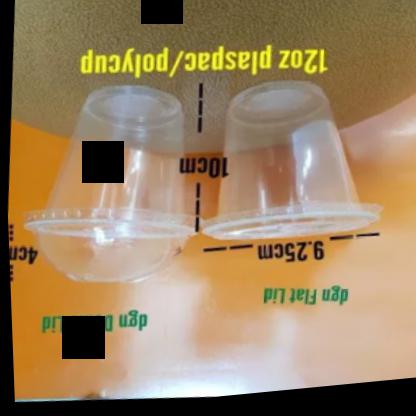 dgn Lid
dgn Flat Lid
9.25cm
4cm
10cm
12oz plaspac/polycup